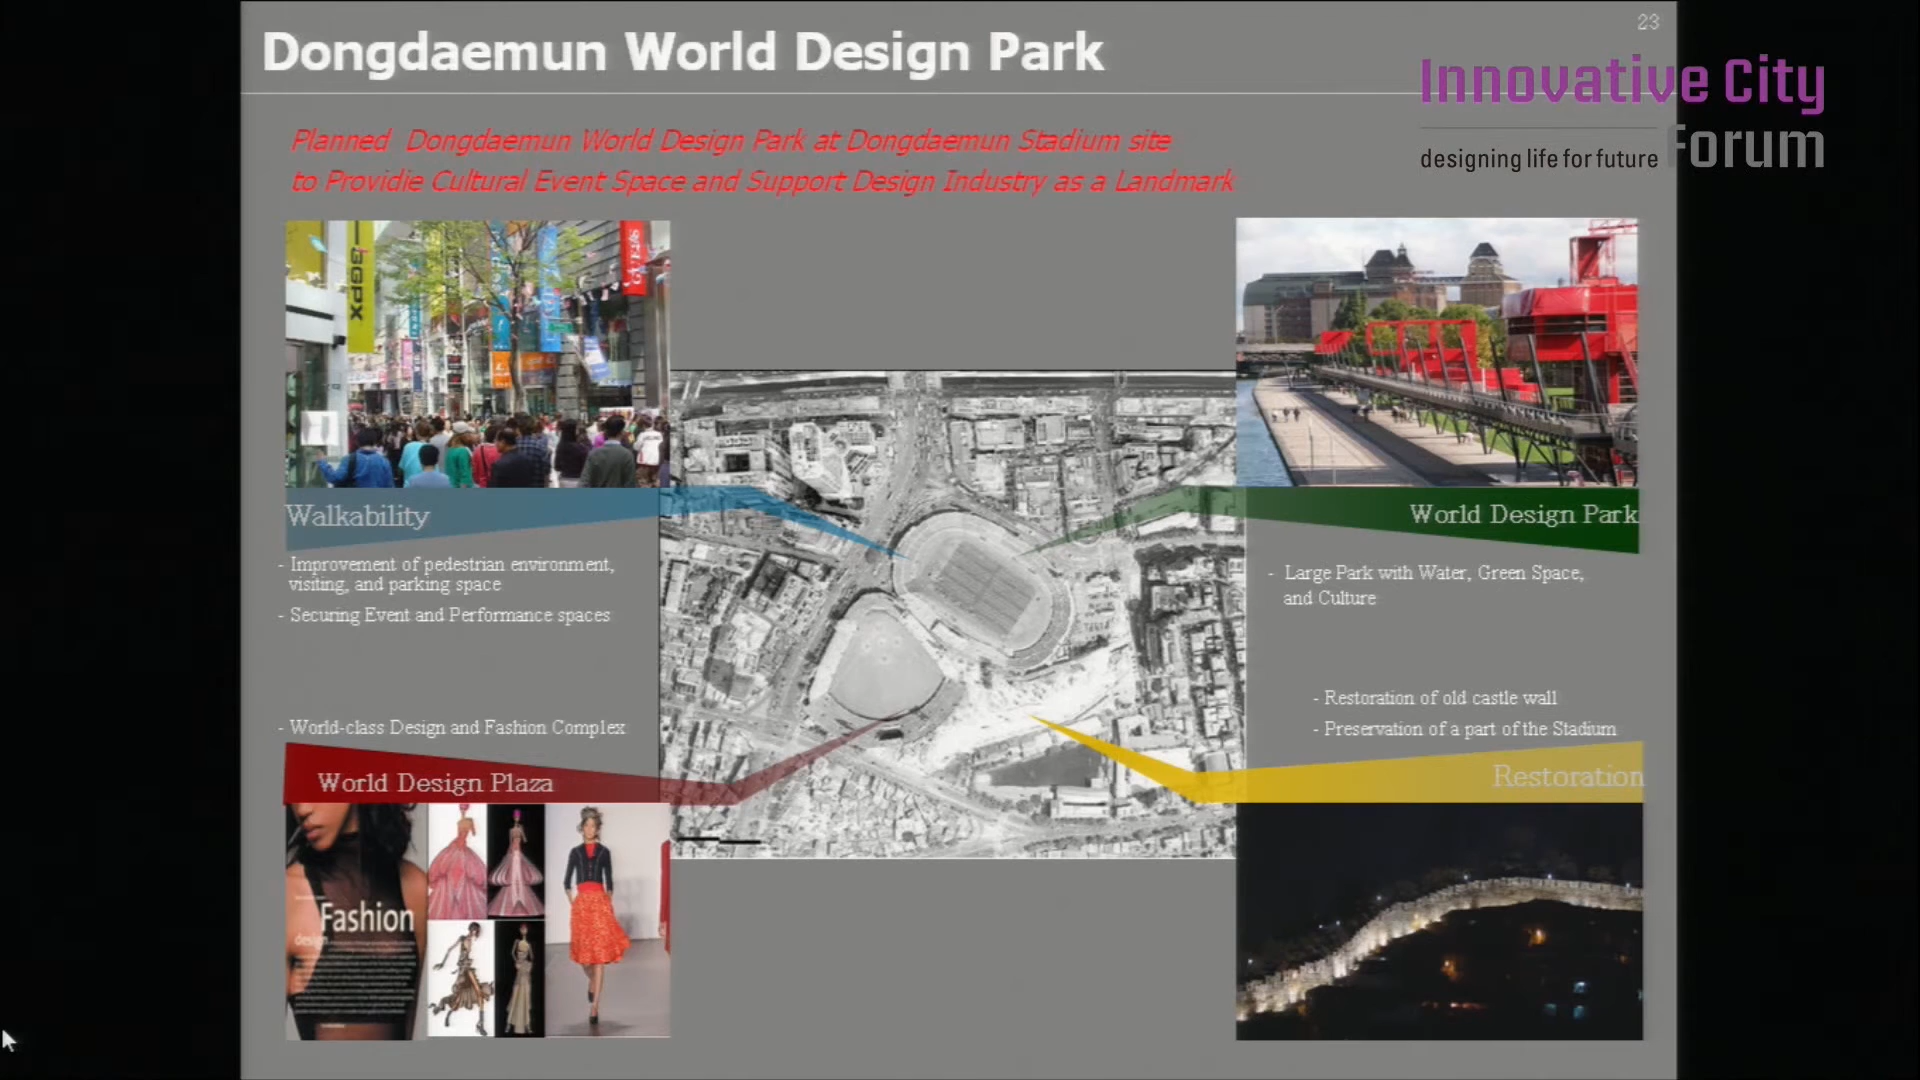 23
Dongdaemun World Design Park
Innovative City
Forum
designing life for future
Planned Dongdaemun World Design Park at Dongdaemun Stadium site
to Providie Cultural Event Space and Support Design Industry as a Landmark
GUESS
Walkability
- Improvement of pedestrian environment,
visiting, and parking space
- Securing Event and Performance spaces
World Design Park
- Large Park with Water, Green Space,
and Culture
- World-class Design and Fashion Complex
World Design Plaza
- Restoration of old castle wall
- Preservation of a part of the Stadium
Restoration
Fashion
design